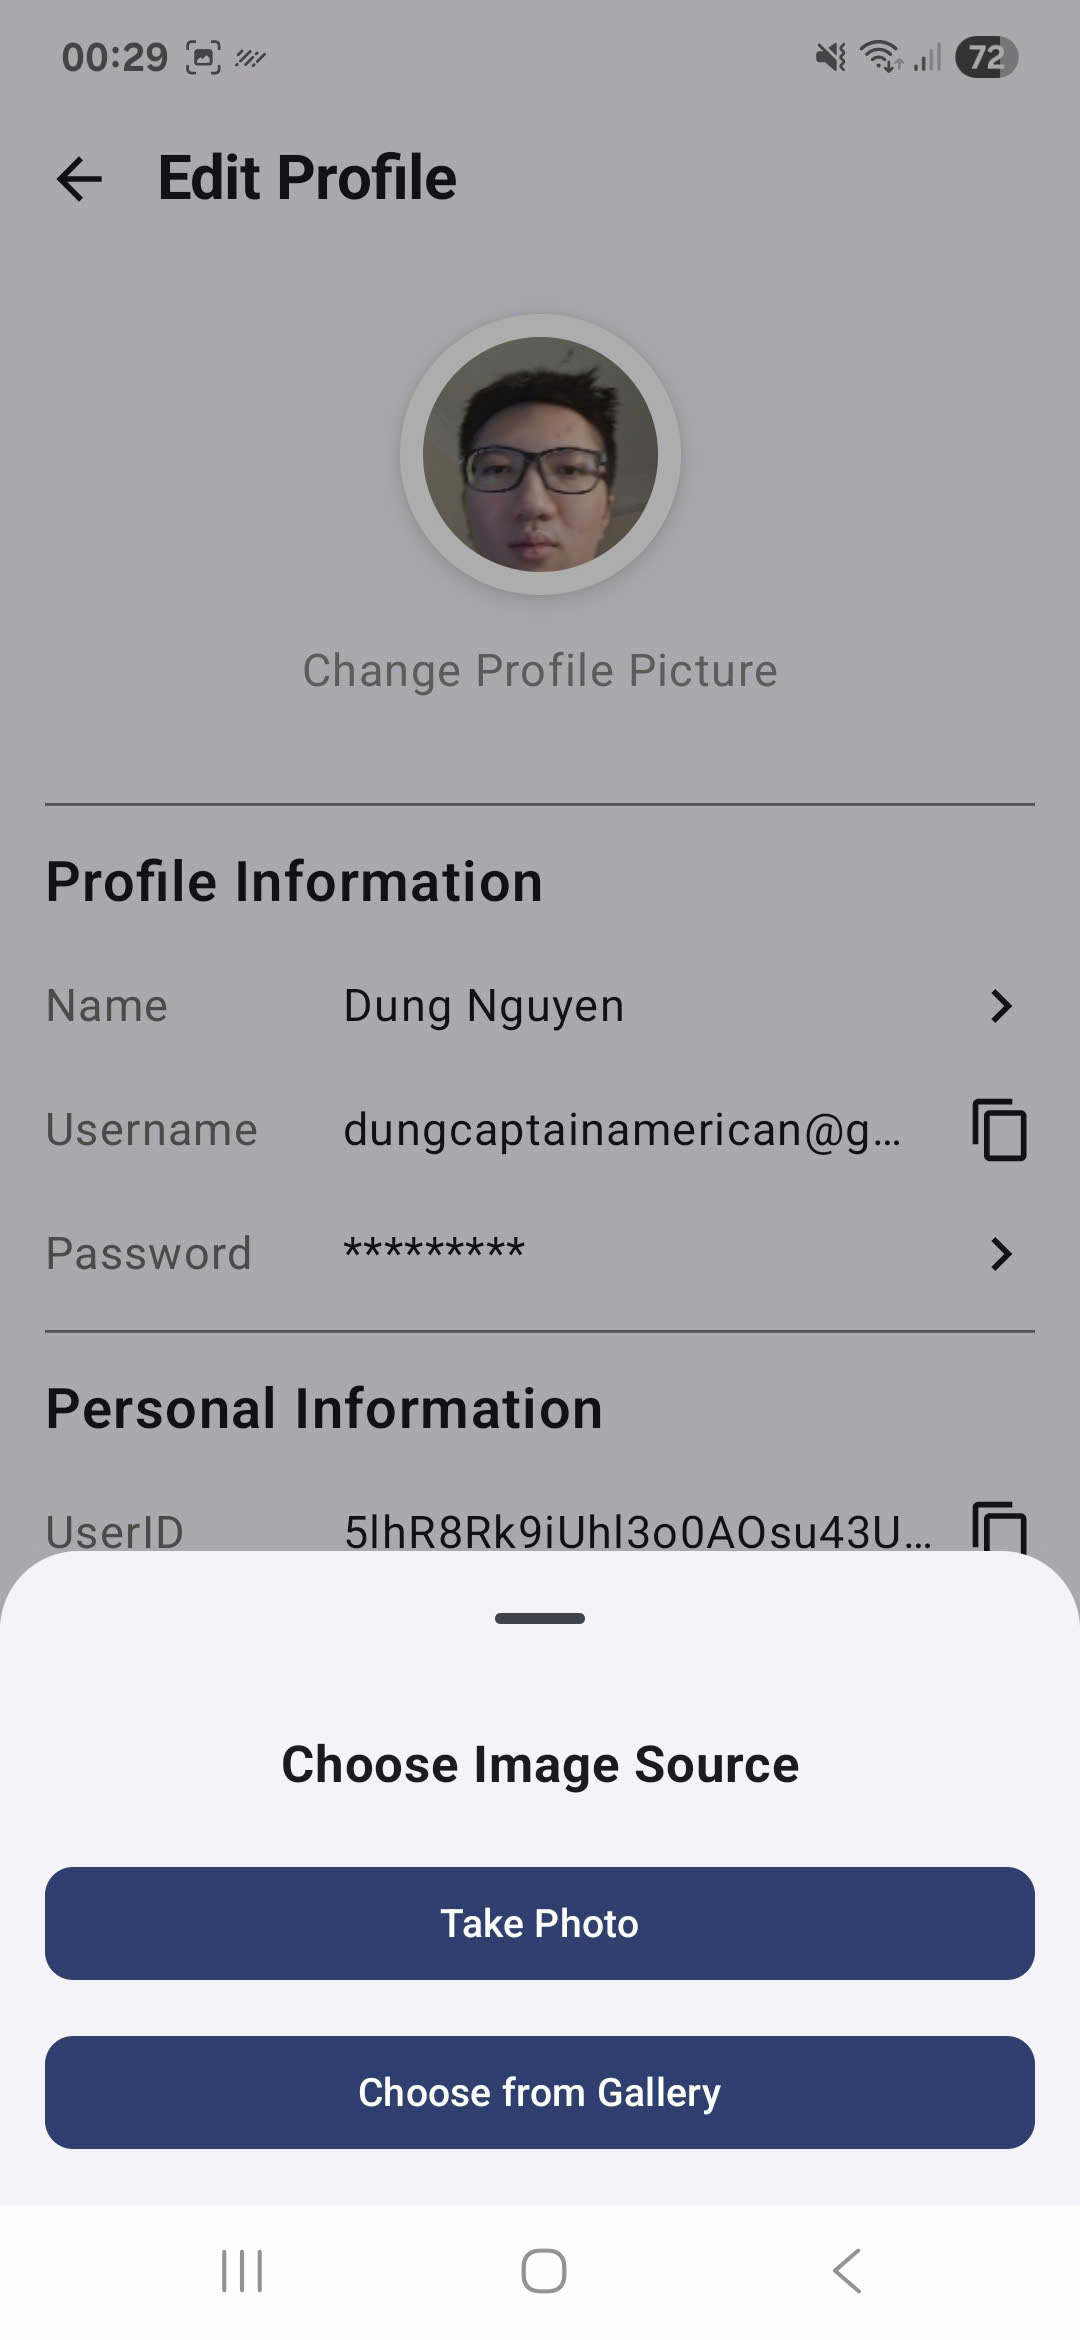 00:29
72
Edit Profile
Change Profile Picture
Profile Information
Name Dung Nguyen
Username dungcaptainamerican@g...
Password *********
Personal Information
UserID 5lhR8Rk9iUhl3o0AOsu43U...
Choose Image Source
Take Photo
Choose from Gallery